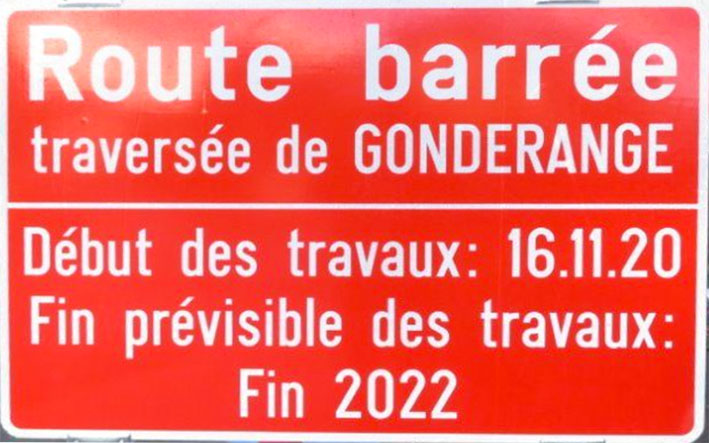 Route barrée
traversée de GONDERANGE
Début des travaux: 16.11.20
Fin prévisible des travaux:
Fin 2022